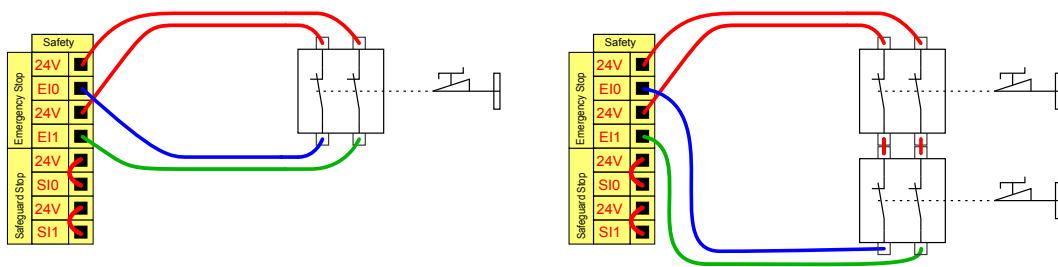 Safety
Emergency Stop
24V
EI0
24V
EI1
Safeguard Stop
24V
SI0
24V
SI1
Safety
Emergency Stop
24V
EI0
24V
EI1
Safeguard Stop
24V
SI0
24V
SI1